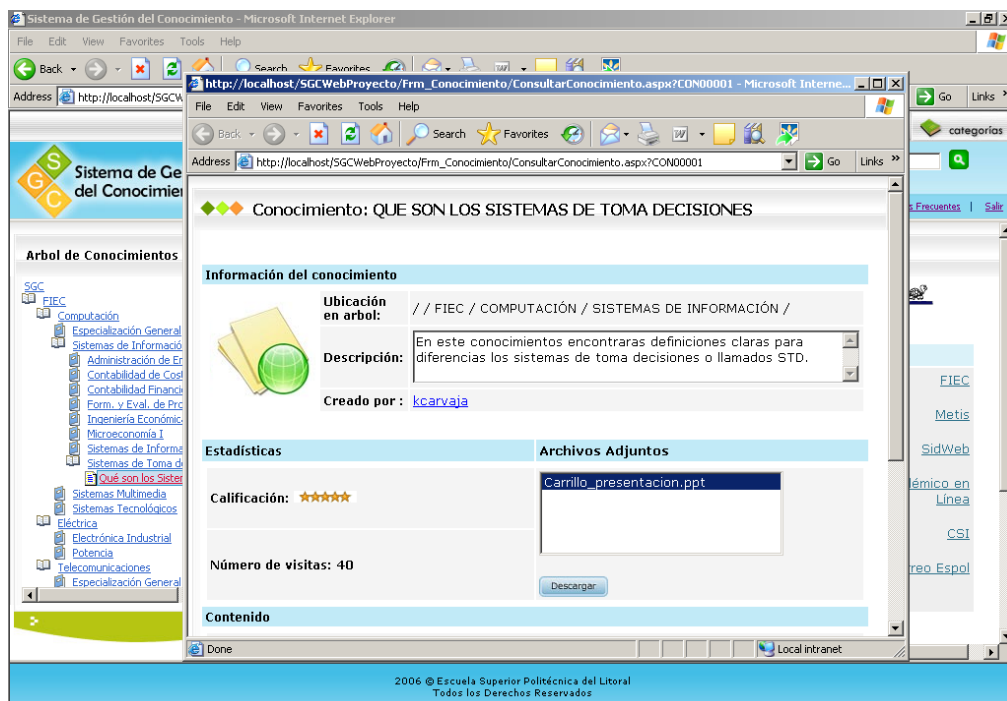 Sistema de Gestión del Conocimiento - Microsoft Internet Explorer
File Edit View Favorites Tools Help
Back Search Favorites
Address http://localhost/SGCW Go Links »
categorías
Sistema de Ge
del Conocimien
SGC
s Frecuentes | Salir
Arbol de Conocimientos
SGC
FIEC
Computación
Especialización General
Sistemas de Informació
Administración de Er
Contabilidad de Cost
Contabilidad Financi
Form. y Eval. de Pro
Ingeniería Económic
Microeconomía I
Sistemas de Informa
Sistemas de Toma d
Qué son los Sister
Sistemas Multimedia
Sistemas Tecnológicos
Eléctrica
Electrónica Industrial
Potencia
Telecomunicaciones
Especialización General
http://localhost/SGCWebProyecto/Frm_Conocimiento/ConsultarConocimiento.aspx?CON00001 - Microsoft Interne...
File Edit View Favorites Tools Help
Back Search Favorites
Address http://localhost/SGCWebProyecto/Frm_Conocimiento/ConsultarConocimiento.aspx?CON00001 Go Links »
Conocimiento: QUE SON LOS SISTEMAS DE TOMA DECISIONES
Información del conocimiento
Ubicación
en arbol: / / FIEC / COMPUTACIÓN / SISTEMAS DE INFORMACIÓN /
Descripción: En este conocimientos encontraras definiciones claras para
diferencias los sistemas de toma decisiones o llamados STD.
Creado por : kcarvaja
Estadísticas
Calificación:
Número de visitas: 40
Archivos Adjuntos
Carrillo_presentacion.ppt
Descargar
Contenido
Done Local intranet
FIEC
Metis
SidWeb
démico en
Línea
CSI
rreo Espol
2006 © Escuela Superior Politécnica del Litoral
Todos los Derechos Reservados